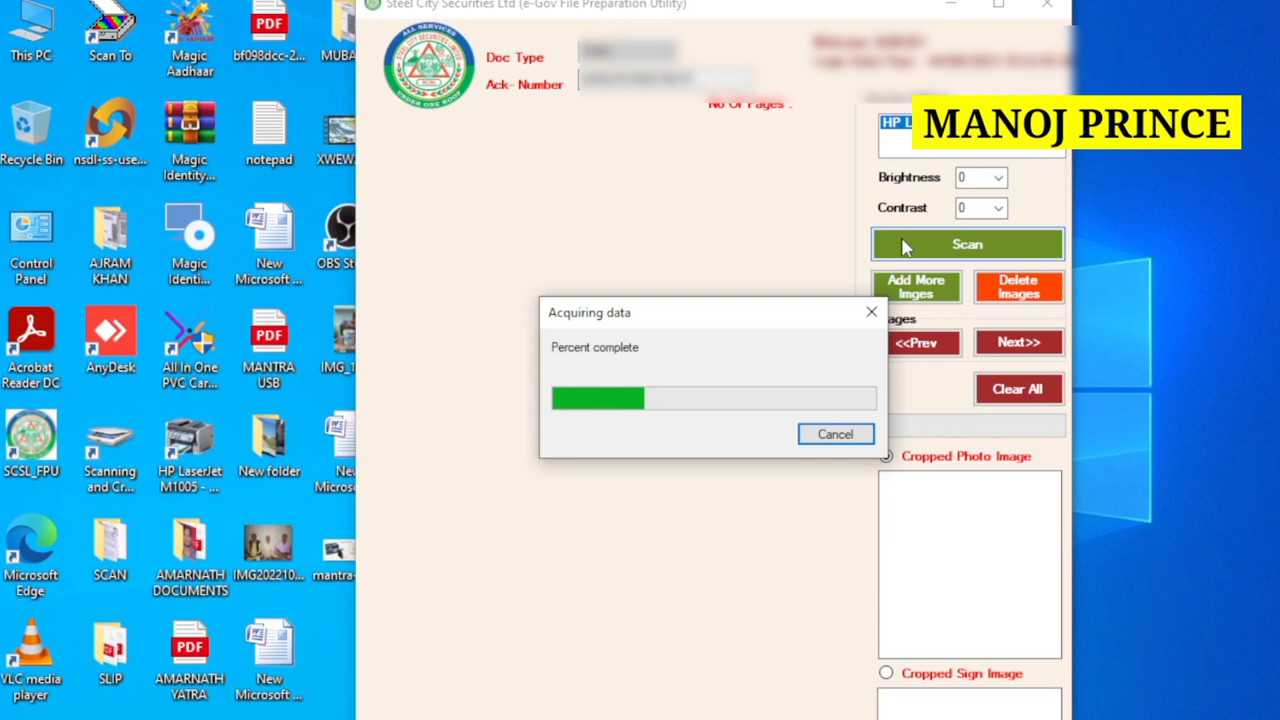 Steel City Securities Ltd (e-Gov File Preparation Utility)
This PC
Scan To
Magic
Aadhaar
bf098dcc-2...
MUBA
Doc Type
Ack- Number
No Of Pages :
HP L
MANOJ PRINCE
Recycle Bin
nsdl-ss-use...
Magic
Identity...
notepad
XWEWA
Brightness
0
Contrast
0
Scan
Control
Panel
AJRAM
KHAN
Magic
Identi...
New
Microsoft ...
OBS St
Add More
Imges
Delete
Images
Acquiring data
Percent complete
ages
<<Prev
Next>>
Clear All
Cancel
Acrobat
Reader DC
AnyDesk
All In One
PVC Car...
PDF
MANTRA
USB
IMG_1
SCSL_FPU
Scanning
and Cr...
HP LaserJet
M1005 - ...
New folder
Ne
Micros
Cropped Photo Image
Microsoft
Edge
SCAN
AMARNATH
DOCUMENTS
IMG202210...
mantra-
VLC media
player
SLIP
PDF
AMARNATH
YATRA
New
Microsoft ...
Cropped Sign Image